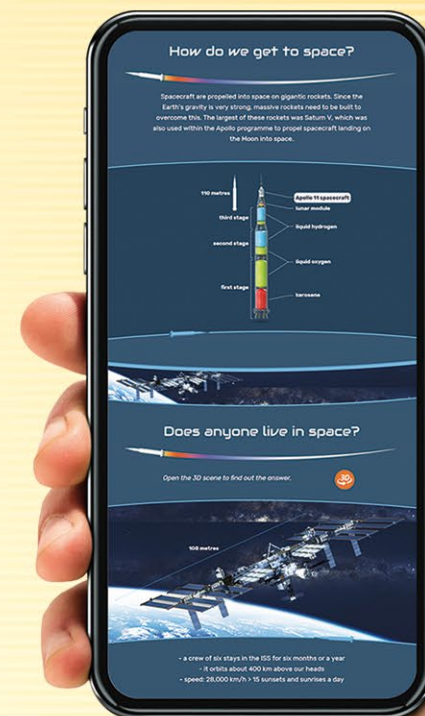 How do we get to space?
Spacecraft are propelled into space on gigantic rockets. Since the
Earth's gravity is very strong, massive rockets need to be built to
overcome this. The largest of these rockets was Saturn V, which was
also used within the Apollo programme to propel spacecraft landing on
the Moon into space.
110 metres
Apollo 11 spacecraft
lunar module
third stage
liquid hydrogen
second stage
liquid oxygen
first stage
kerosene
Does anyone live in space?
Open the 3D scene to find out the answer.
3D
108 metres
- a crew of six stays in the ISS for six months or a year
- it orbits about 400 km above our heads
- speed: 28,000 km/h > 15 sunsets and sunrises a day